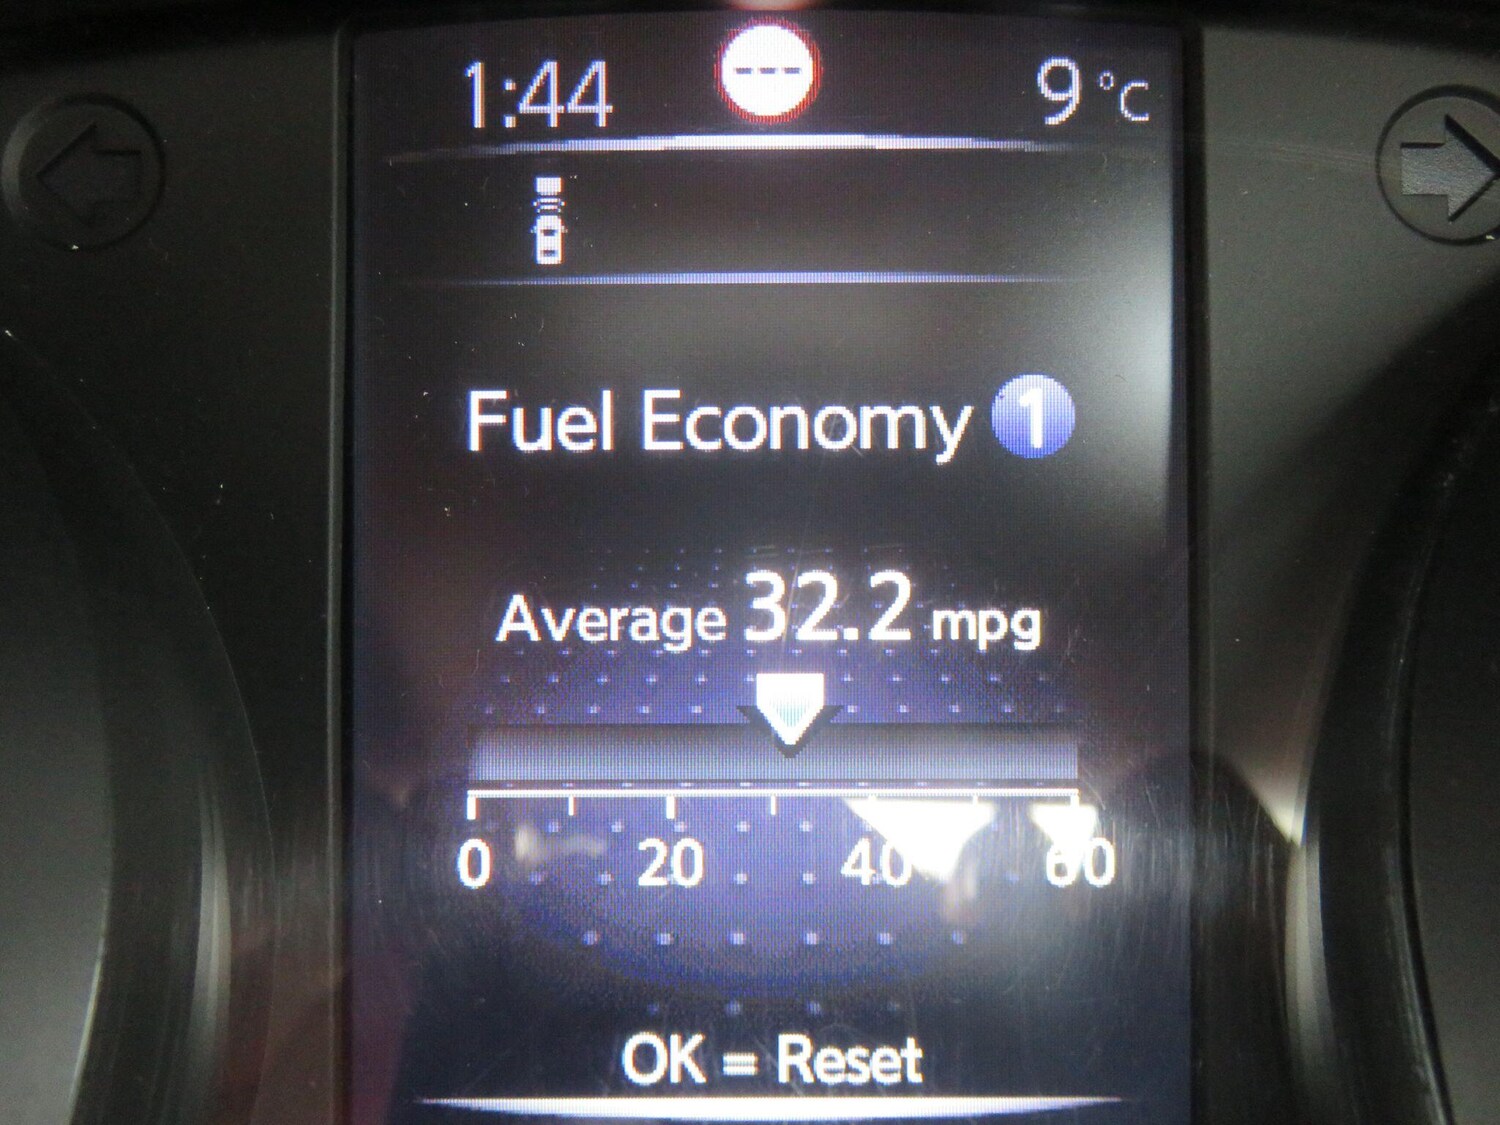 1:44 --- 9 °C
Fuel Economy 1
Average 32.2 mpg
0 20 40 60
OK = Reset